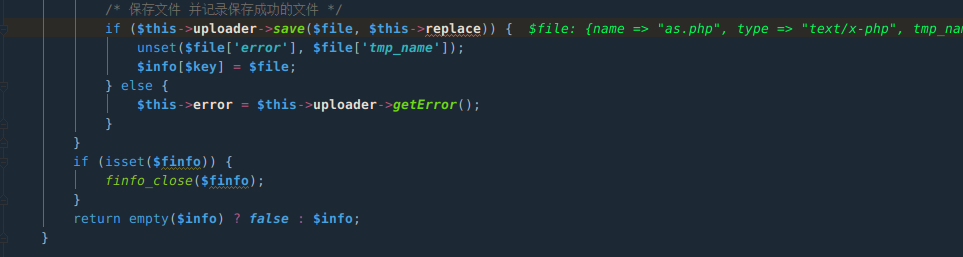 /* 保存文件 并记录保存成功的文件 */
if ($this->uploader->save($file, $this->replace)) {  $file: {name => "as.php", type => "text/x-php", tmp_nam
unset($file['error'], $file['tmp_name']);
$info[$key] = $file;
} else {
$this->error = $this->uploader->getError();
}
}
if (isset($finfo)) {
finfo_close($finfo);
}
return empty($info) ? false : $info;
}